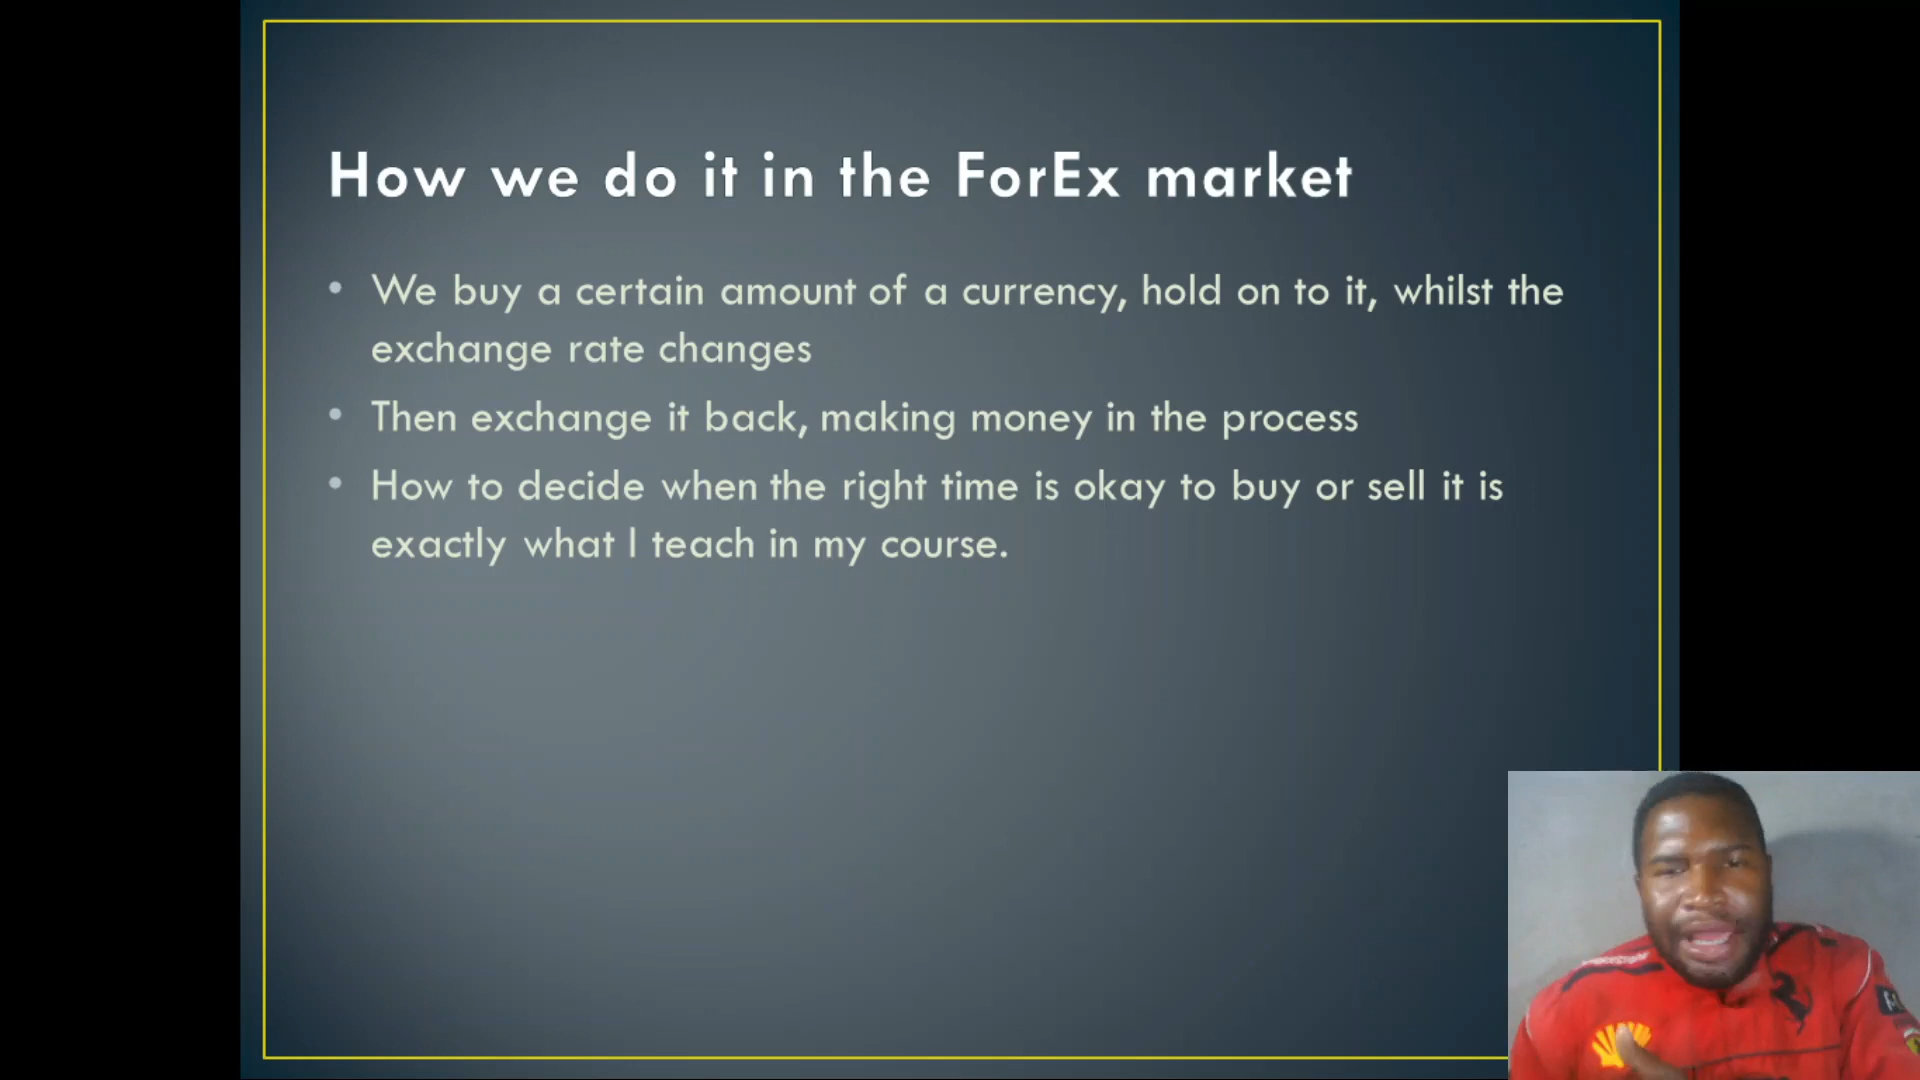 How we do it in the ForEx market
• We buy a certain amount of a currency, hold on to it, whilst the
exchange rate changes
• Then exchange it back, making money in the process
• How to decide when the right time is okay to buy or sell it is
exactly what I teach in my course.